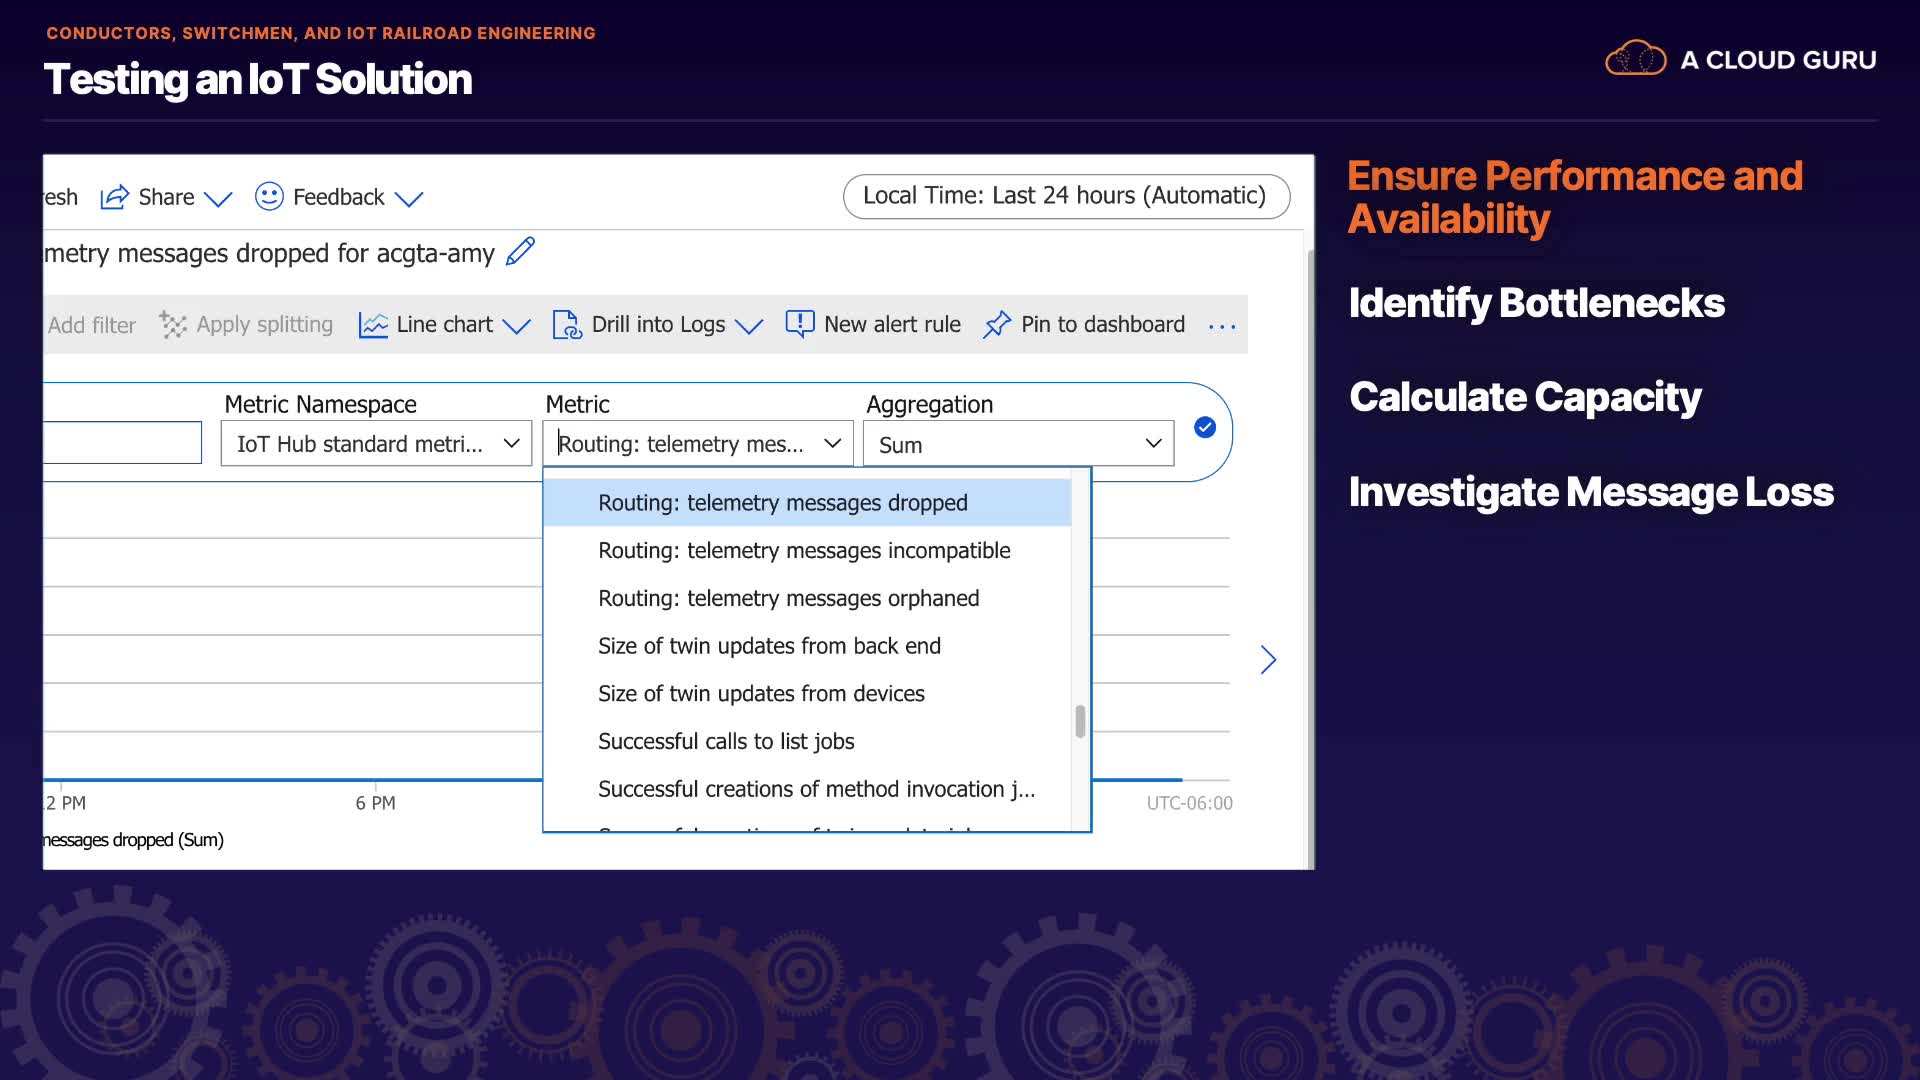 CONDUCTORS, SWITCHMEN, AND IOT RAILROAD ENGINEERING
Testing an IoT Solution
A CLOUD GURU
esh Share Feedback Local Time: Last 24 hours (Automatic)
metry messages dropped for acgta-amy
Add filter Apply splitting Line chart Drill into Logs New alert rule Pin to dashboard ...
Metric Namespace Metric Aggregation
IoT Hub standard metri... Routing: telemetry mes... Sum
Routing: telemetry messages dropped
Routing: telemetry messages incompatible
Routing: telemetry messages orphaned
Size of twin updates from back end
Size of twin updates from devices
Successful calls to list jobs
Successful creations of method invocation j...
2 PM 6 PM UTC-06:00
messages dropped (Sum)
Ensure Performance and
Availability
Identify Bottlenecks
Calculate Capacity
Investigate Message Loss